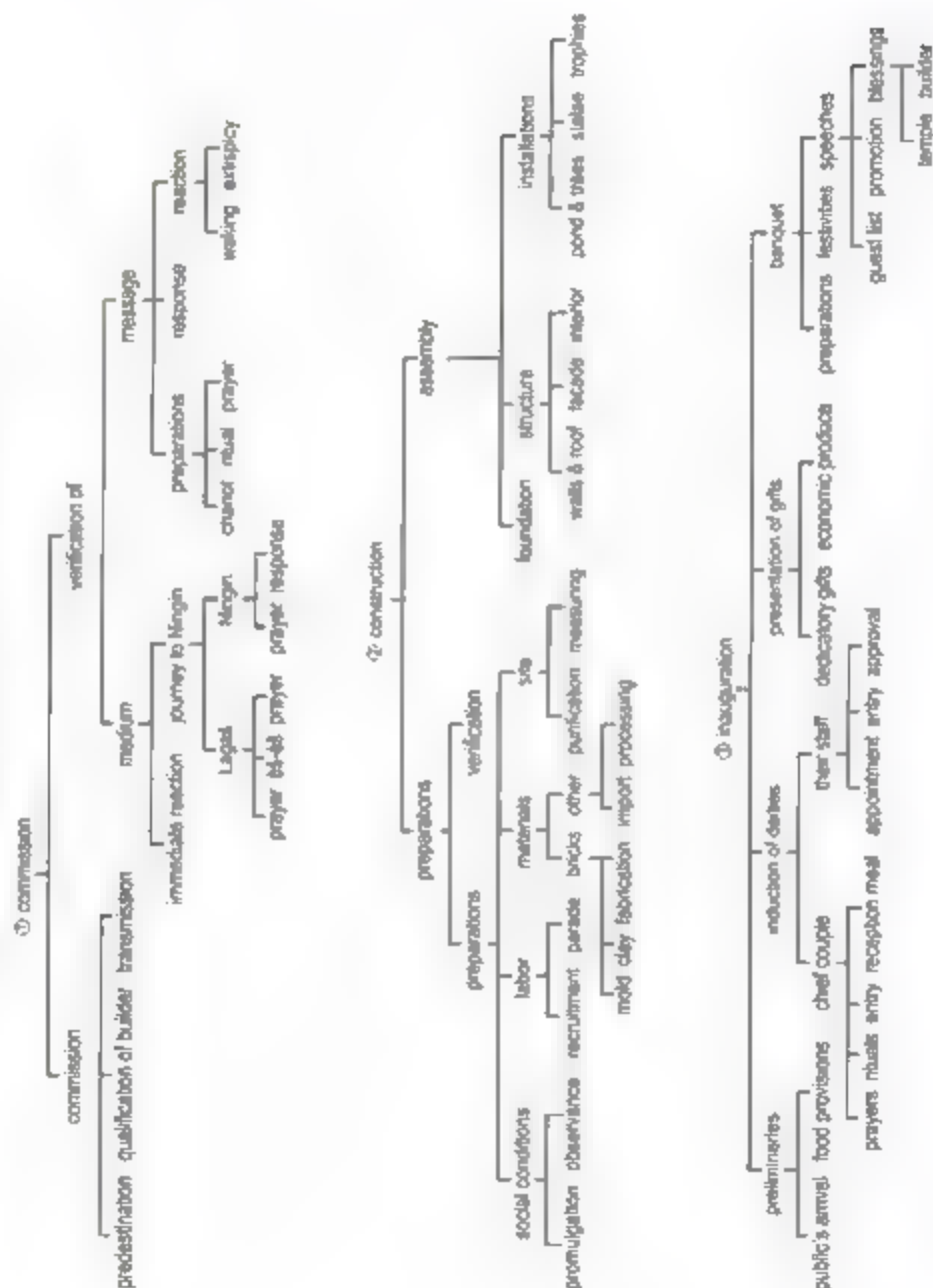 ① commission
commission verification of
predestination qualification of builder transmission medium message
immediate reaction journey to Ningin preparations response reaction
Lagaš Ningin chariot ritual prayer waking extispicy
prayer prayer prayer response
② construction
preparations assembly
preparations verification foundation structure installations
social conditions labor materials site walls & roof facade interior pond & trees statue trophies
promulgation observance recruitment parade bricks other purification measuring
mold clay fabrication import processing
③ inauguration
preliminaries induction of deities presentation of gifts banquet
public's arrival food provisions chief couple their staff dedicatory gifts economic produce preparations festivities speeches
prayers rituals entry reception meal appointment entry approval guest list promotion blessings
temple builder